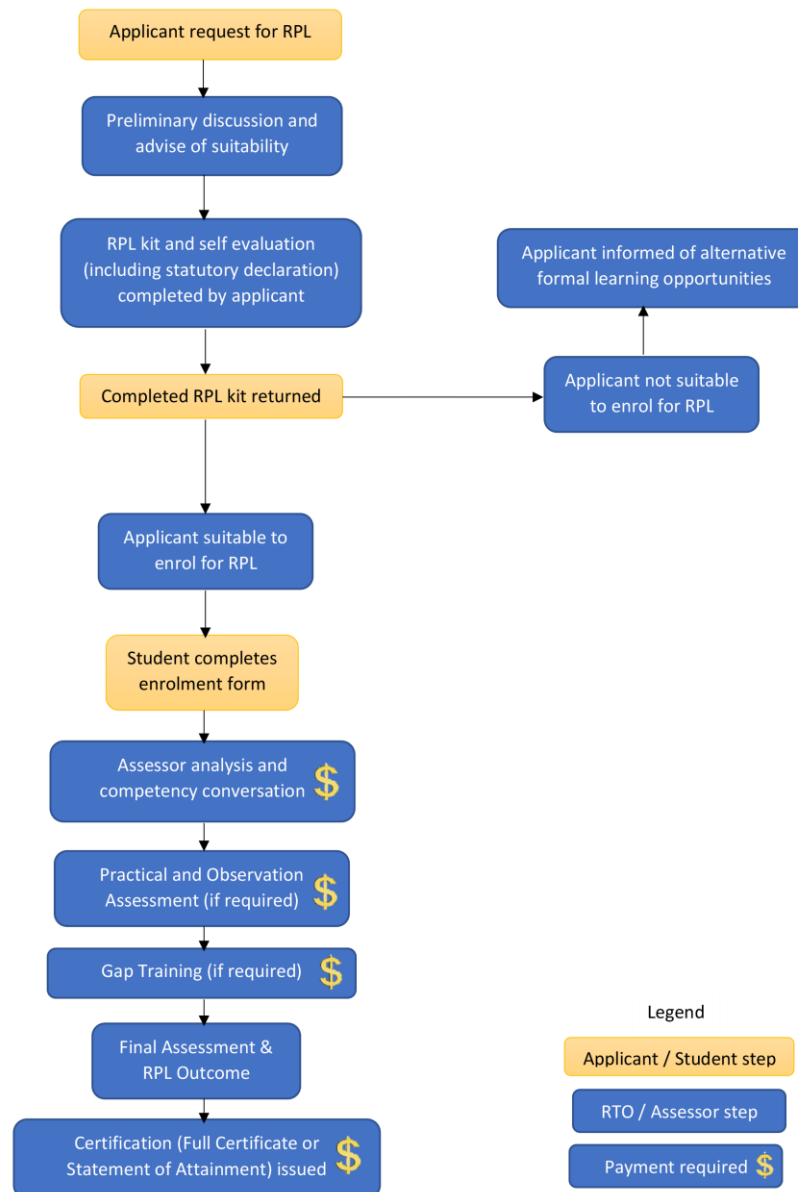 Applicant request for RPL
Preliminary discussion and
advise of suitability
RPL kit and self evaluation
(including statutory declaration)
completed by applicant
Applicant informed of alternative
formal learning opportunities
Completed RPL kit returned
Applicant not suitable
to enrol for RPL
Applicant suitable to
enrol for RPL
Student completes
enrolment form
Assessor analysis and
competency conversation
$
Practical and Observation
Assessment (if required)
$
Gap Training (if required)
$
Final Assessment &
RPL Outcome
Certification (Full Certificate or
Statement of Attainment) issued
$
Legend
Applicant / Student step
RTO / Assessor step
Payment required $